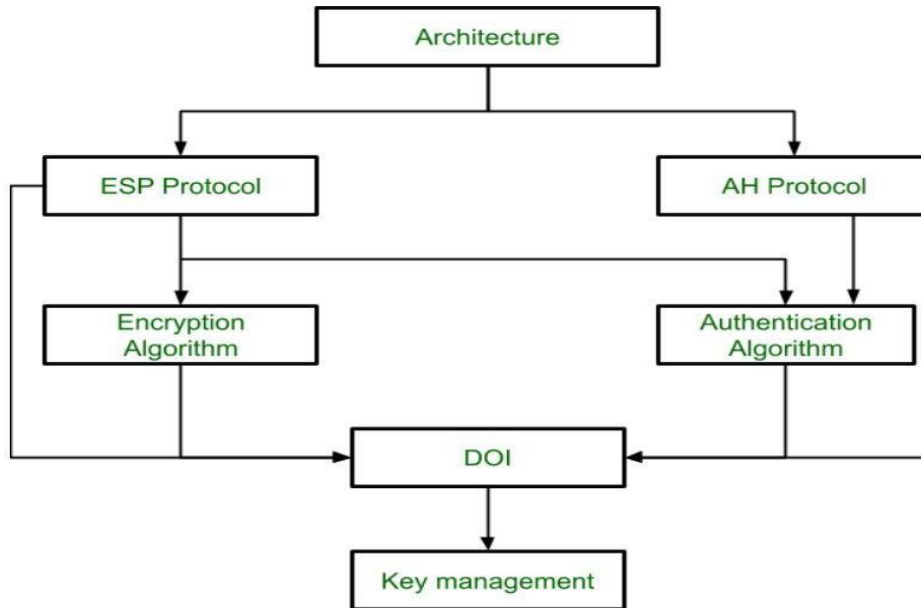 Architecture
ESP Protocol
AH Protocol
Encryption
Algorithm
Authentication
Algorithm
DOI
Key management